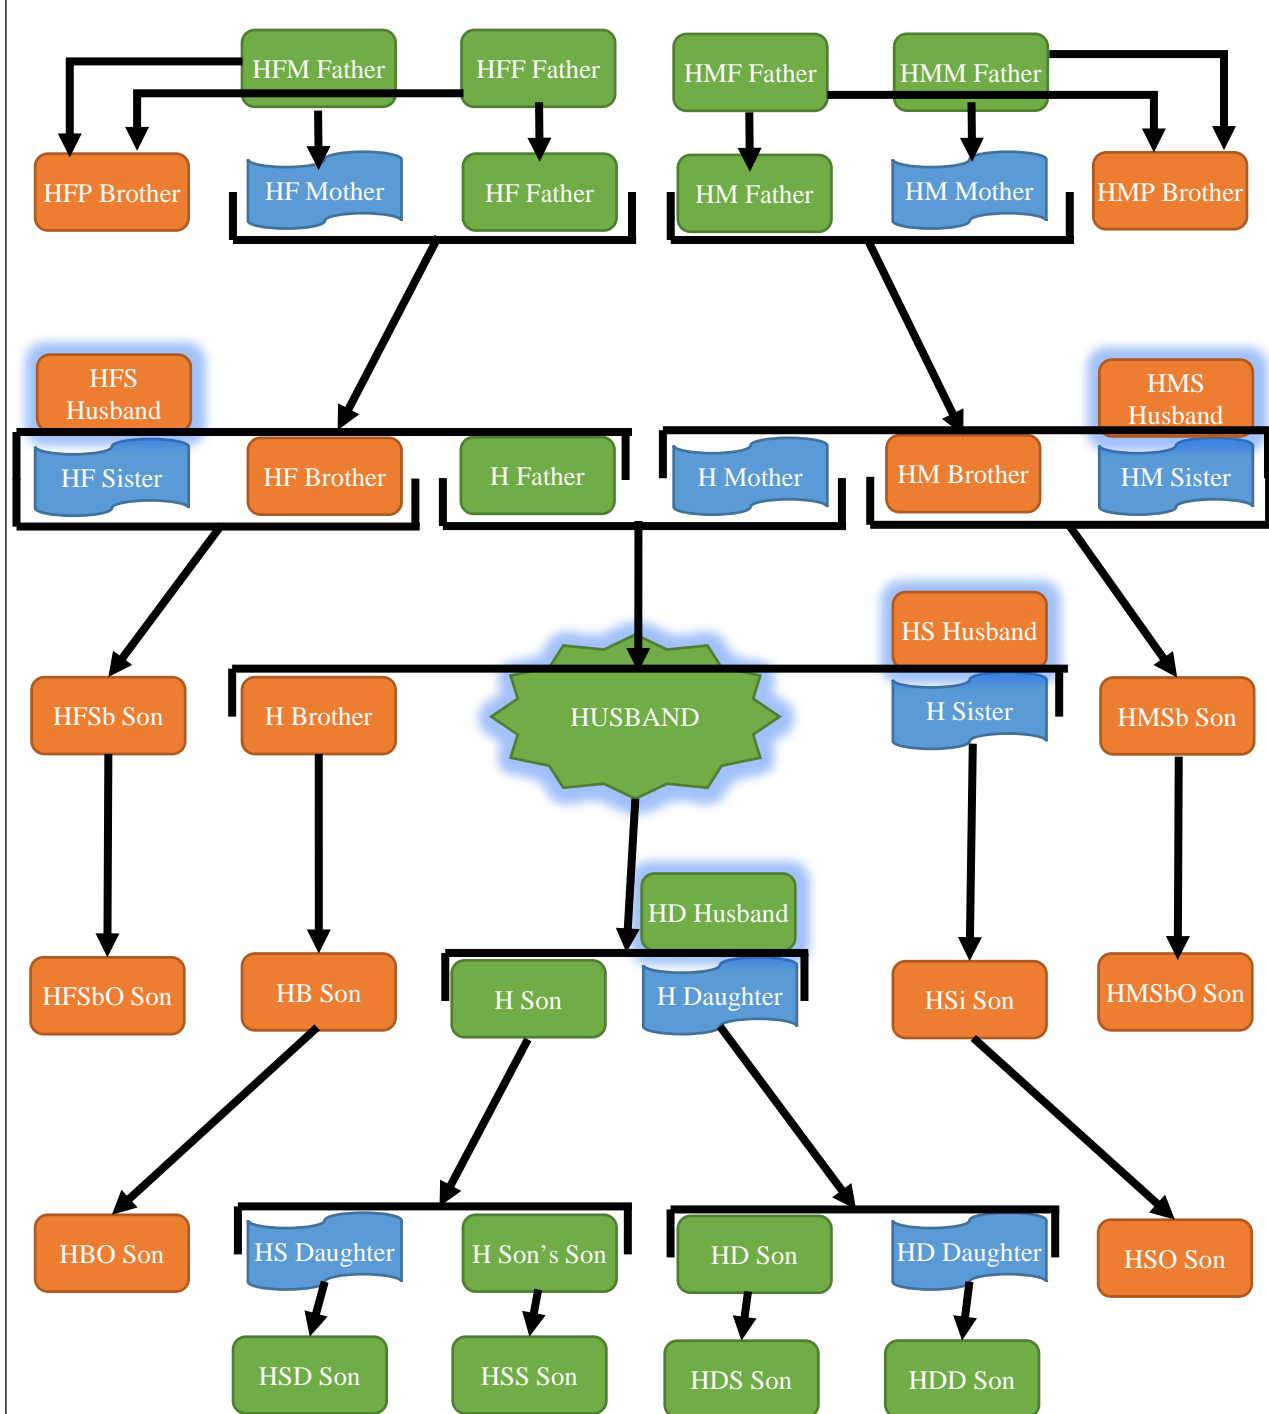 HFM Father
HFF Father
HMF Father
HMM Father
HFP Brother
HF Mother
HF Father
HM Father
HM Mother
HMP Brother
HFS
Husband
HMS
Husband
HF Sister
HF Brother
H Father
H Mother
HM Brother
HM Sister
HS Husband
HFSb Son
H Brother
HUSBAND
H Sister
HMSb Son
HD Husband
HFSbO Son
HB Son
H Son
H Daughter
HSi Son
HMSbO Son
HBO Son
HS Daughter
H Son’s Son
HD Son
HD Daughter
HSO Son
HSD Son
HSS Son
HDS Son
HDD Son